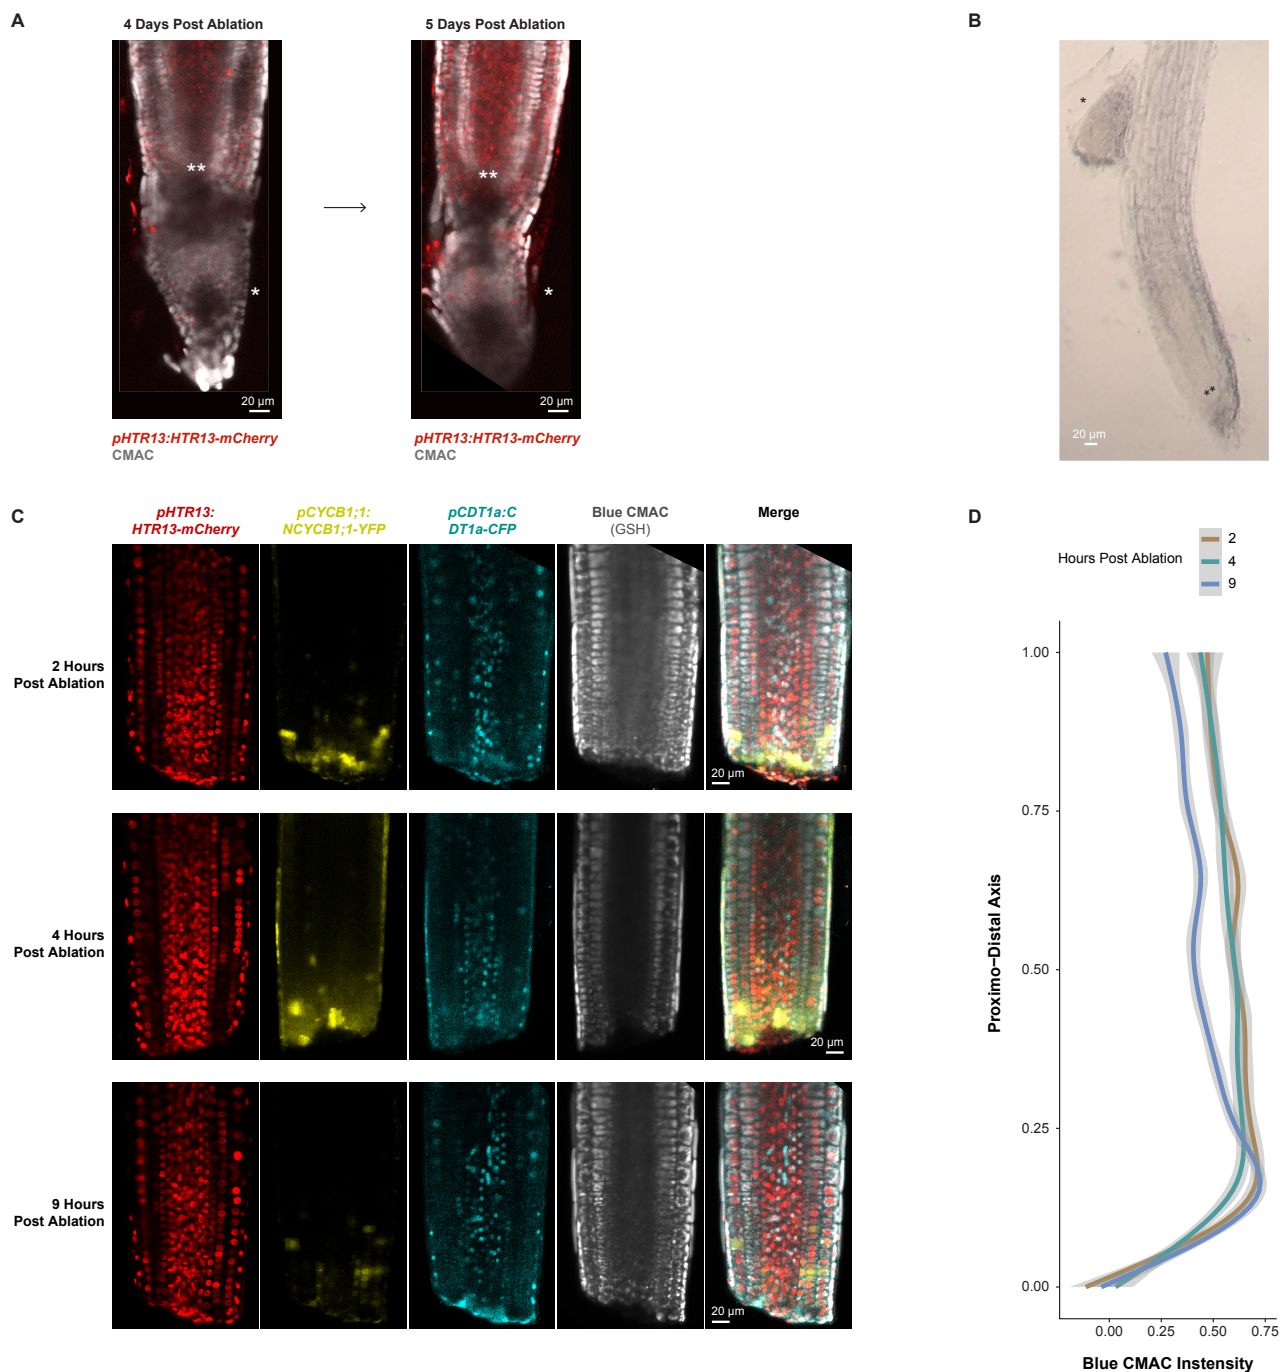 A
4 Days Post Ablation
5 Days Post Ablation
**
**
*
*
20 µm
20 µm
pHTR13:HTR13-mCherry
CMAC
pHTR13:HTR13-mCherry
CMAC
B
*
**
20 µm
C
pHTR13:
HTR13-mCherry
pCYCB1;1:
NCYCB1;1-YFP
pCDT1a:C
DT1a-CFP
Blue CMAC
(GSH)
Merge
2 Hours
Post Ablation
20 µm
4 Hours
Post Ablation
20 µm
9 Hours
Post Ablation
20 µm
D
Hours Post Ablation
2
4
9
1.00
0.75
0.50
0.25
0.00
Proximo−Distal Axis
0.00 0.25 0.50 0.75
Blue CMAC Instensity